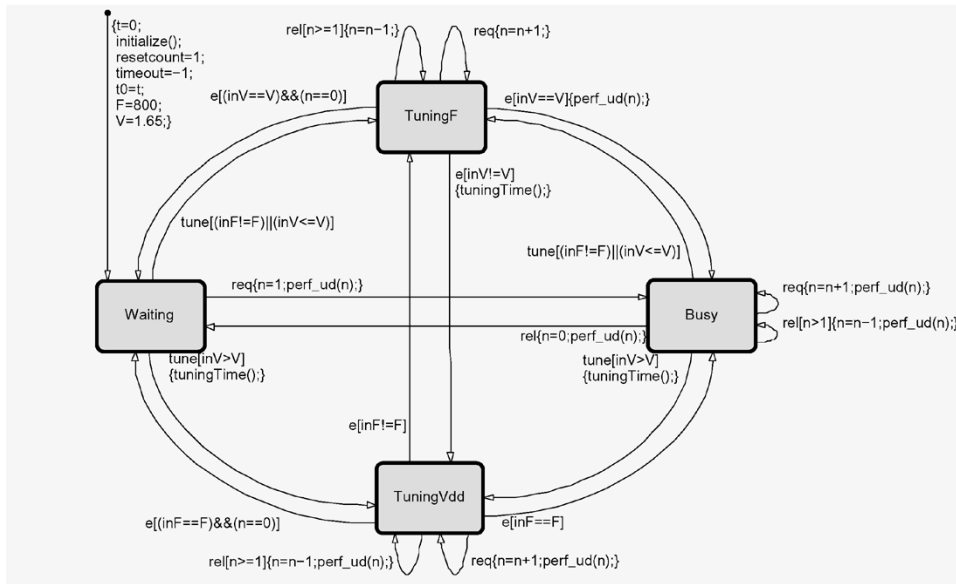 {t=0;
initialize();
resetcount=1;
timeout=−1;
t0=t;
F=800;
V=1.65;}
rel[n>=1]{n=n−1;}
req{n=n+1;}
e[(inV==V)&&(n==0)]
TuningF
e[inV==V]{perf_ud(n);}
e[inV!=V]
{tuningTime();}
tune[(inF!=F)||(inV<=V)]
tune[(inF!=F)||(inV<=V)]
Waiting
req{n=1;perf_ud(n);}
Busy
req{n=n+1;perf_ud(n);}
rel[n>1]{n=n−1;perf_ud(n);}
rel{n=0;perf_ud(n);}
tune[inV>V]
{tuningTime();}
tune[inV>V]
{tuningTime();}
e[inF!=F]
TuningVdd
e[(inF==F)&&(n==0)]
e[inF==F]
rel[n>=1]{n=n−1;perf_ud(n);}
req{n=n+1;perf_ud(n);}